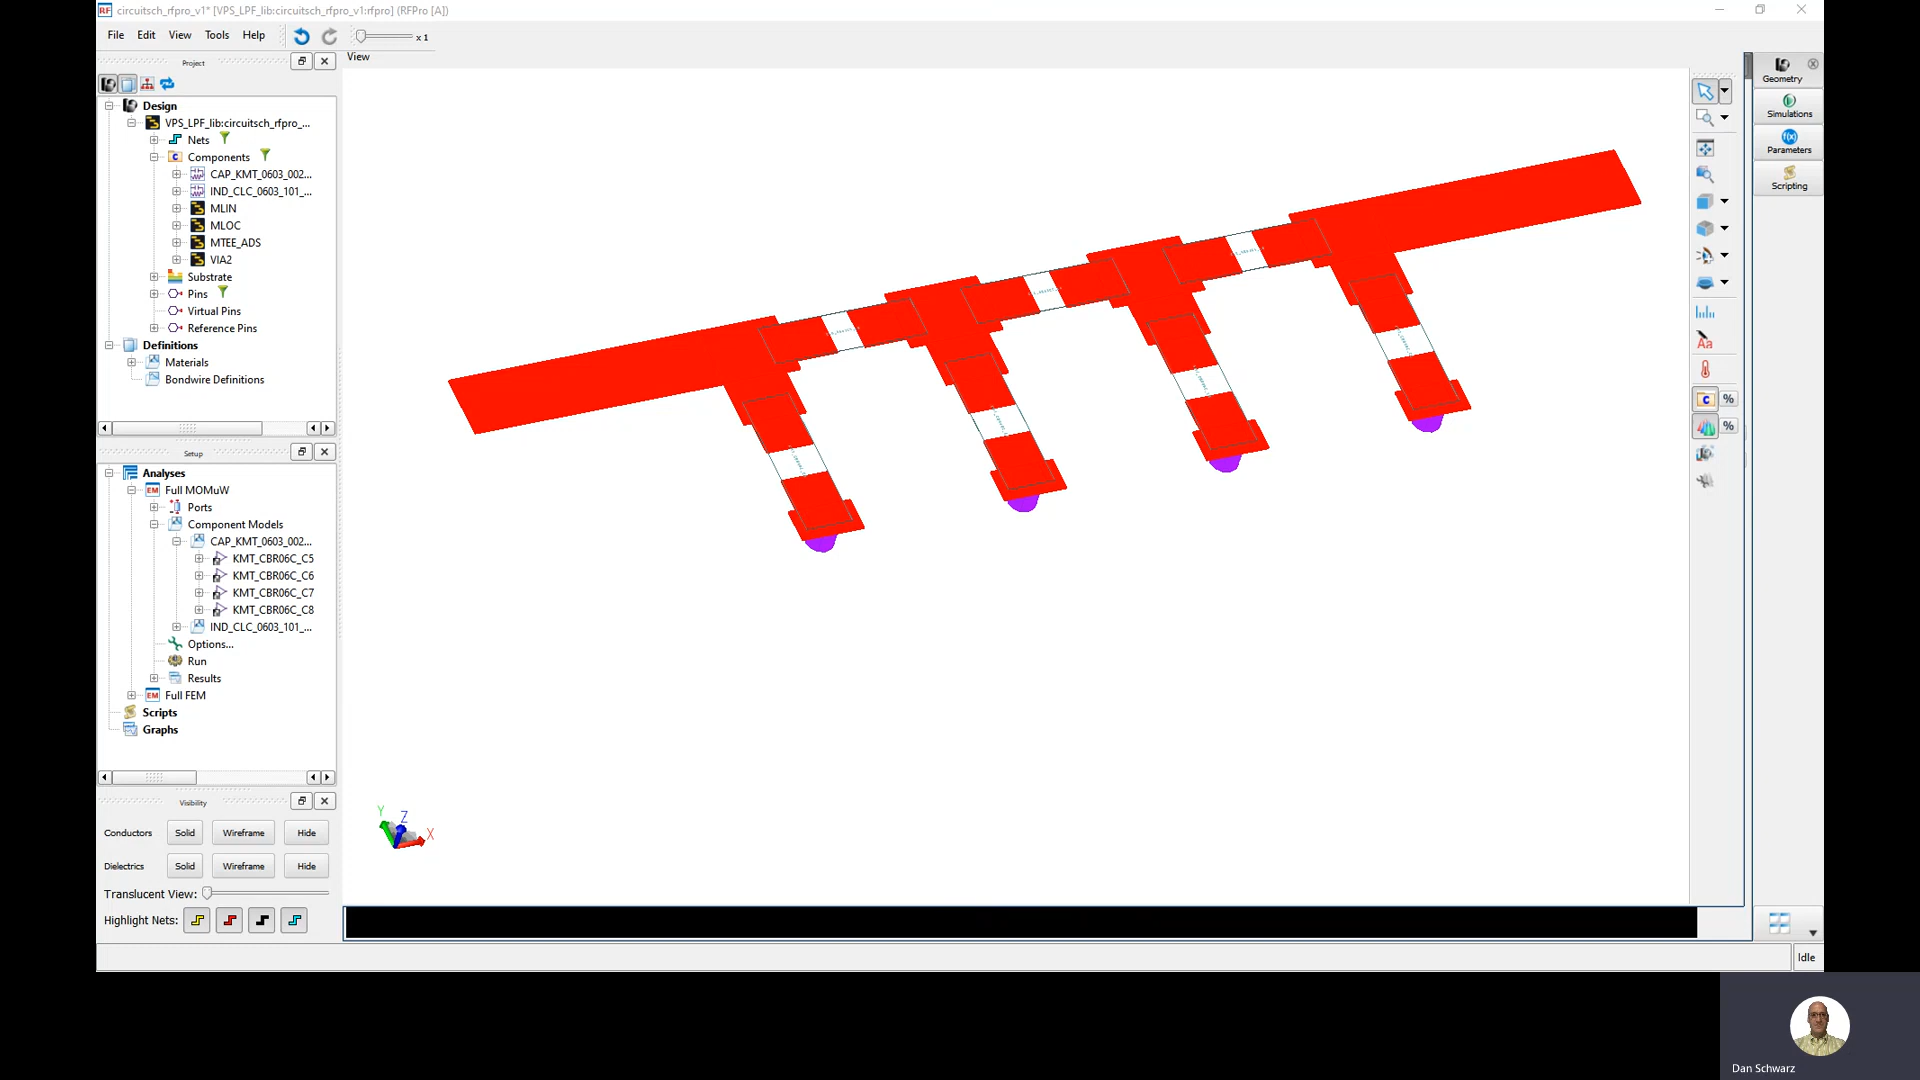 circuitsch_rfpro_v1* [VPS_LPF_lib:circuitsch_rfpro_v1:rfpro] (RFPro [A])
File Edit View Tools Help x 1
Project
View
Design
VPS_LPF_lib:circuitsch_rfpro_...
Nets
Components
CAP_KMT_0603_002...
IND_CLC_0603_101_...
MLIN
MLOC
MTEE_ADS
VIA2
Substrate
Pins
Virtual Pins
Reference Pins
Definitions
Materials
Bondwire Definitions
Setup
Analyses
Full MOMuW
Ports
Component Models
CAP_KMT_0603_002...
KMT_CBR06C_C5
KMT_CBR06C_C6
KMT_CBR06C_C7
KMT_CBR06C_C8
IND_CLC_0603_101_...
Options...
Run
Results
Full FEM
Scripts
Graphs
Visibility
Conductors Solid Wireframe Hide
Dielectrics Solid Wireframe Hide
Translucent View:
Highlight Nets:
Y Z X
Geometry
Simulations
Parameters
Scripting
Idle
Dan Schwarz